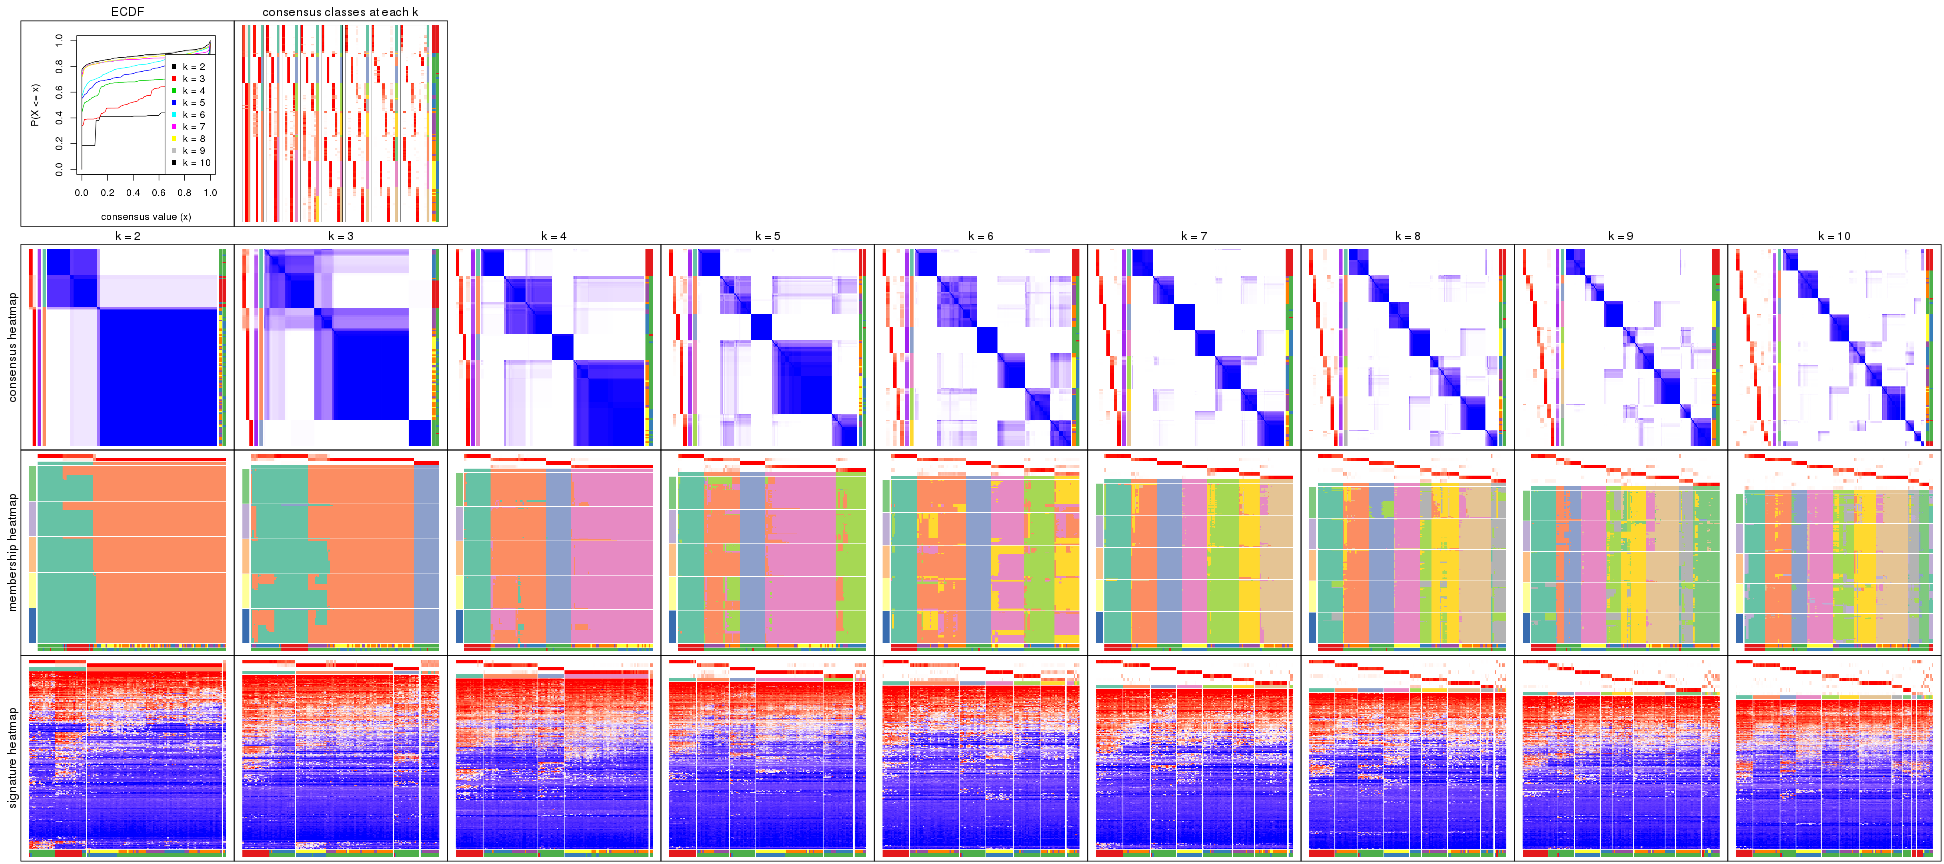 ECDF
consensus classes at each k
P(X <= x)
0.0
0.2
0.4
0.6
0.8
1.0
k = 2
k = 3
k = 4
k = 5
k = 6
k = 7
k = 8
k = 9
k = 10
0.0 0.2 0.4 0.6 0.8 1.0
consensus value (x)
k = 2 k = 3 k = 4 k = 5 k = 6 k = 7 k = 8 k = 9 k = 10
consensus heatmap
membership heatmap
signature heatmap